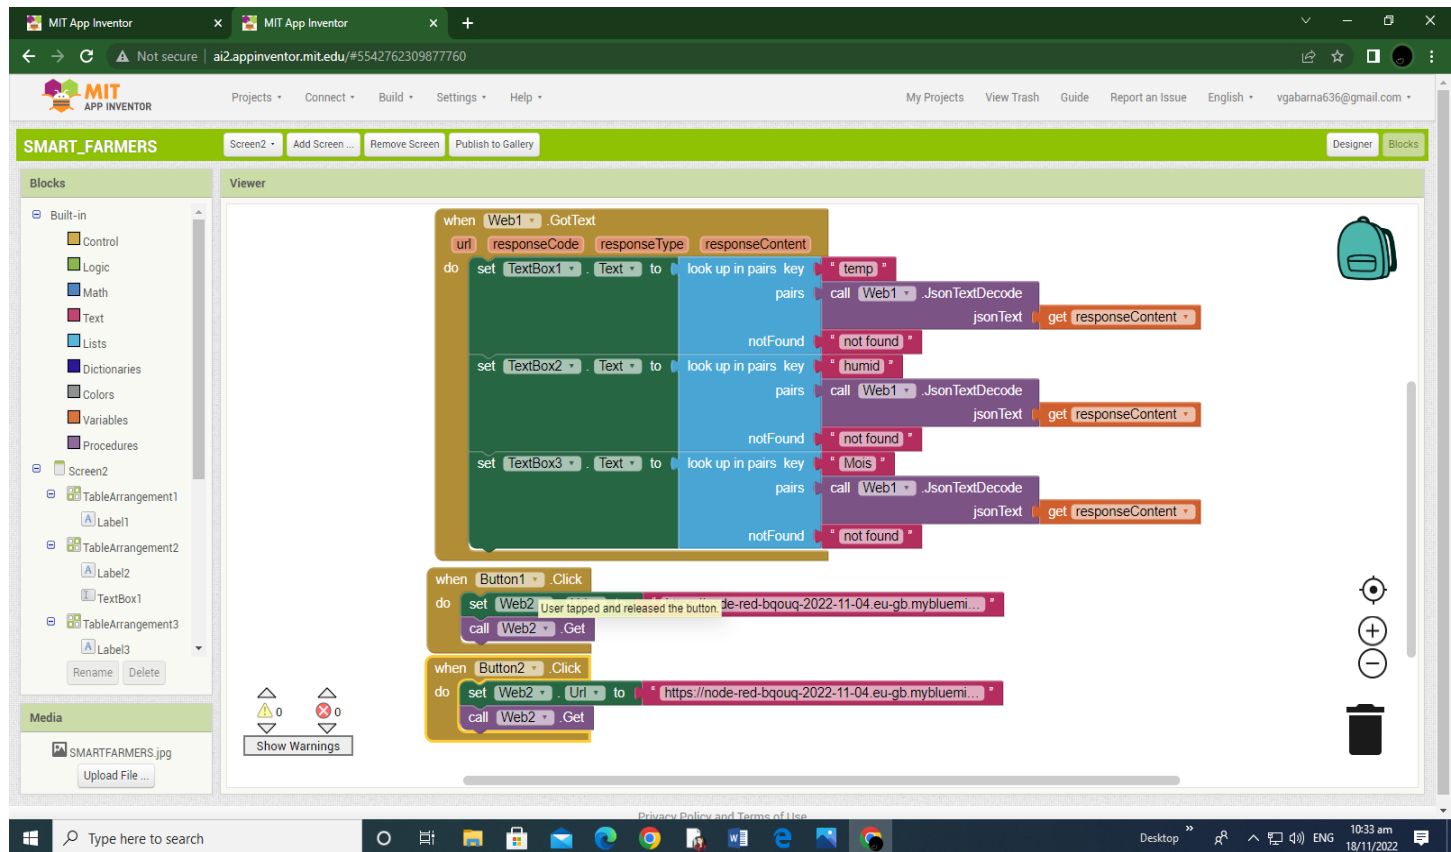 MIT App Inventor
MIT App Inventor
Not secure
ai2.appinventor.mit.edu/#5542762309877760
MIT
APP INVENTOR
Projects
Connect
Build
Settings
Help
My Projects
View Trash
Guide
Report an Issue
English
vgabarna636@gmail.com
SMART_FARMERS
Screen2
Add Screen ...
Remove Screen
Publish to Gallery
Designer
Blocks
Blocks
Built-in
Control
Logic
Math
Text
Lists
Dictionaries
Colors
Variables
Procedures
Screen2
TableArrangement1
Label1
TableArrangement2
Label2
TextBox1
TableArrangement3
Label3
Rename
Delete
Media
SMARTFARMERS.jpg
Upload File ...
Viewer
when Web1 .GotText
url responseCode responseType responseContent
do set TextBox1 . Text to look up in pairs key " temp "
pairs call Web1 .JsonTextDecode
jsonText get responseContent
notFound " not found "
set TextBox2 . Text to look up in pairs key " humid "
pairs call Web1 .JsonTextDecode
jsonText get responseContent
notFound " not found "
set TextBox3 . Text to look up in pairs key " Mois "
pairs call Web1 .JsonTextDecode
jsonText get responseContent
notFound " not found "
when Button1 .Click
do set Web2 User tapped and released the button. de-red-bqouq-2022-11-04.eu-gb.mybluemi... "
call Web2 .Get
when Button2 .Click
do set Web2 . Url to " https://node-red-bqouq-2022-11-04.eu-gb.mybluemi... "
call Web2 .Get
0
0
Show Warnings
Privacy Policy and Terms of Use
Type here to search
Desktop
ENG
10:33 am
18/11/2022